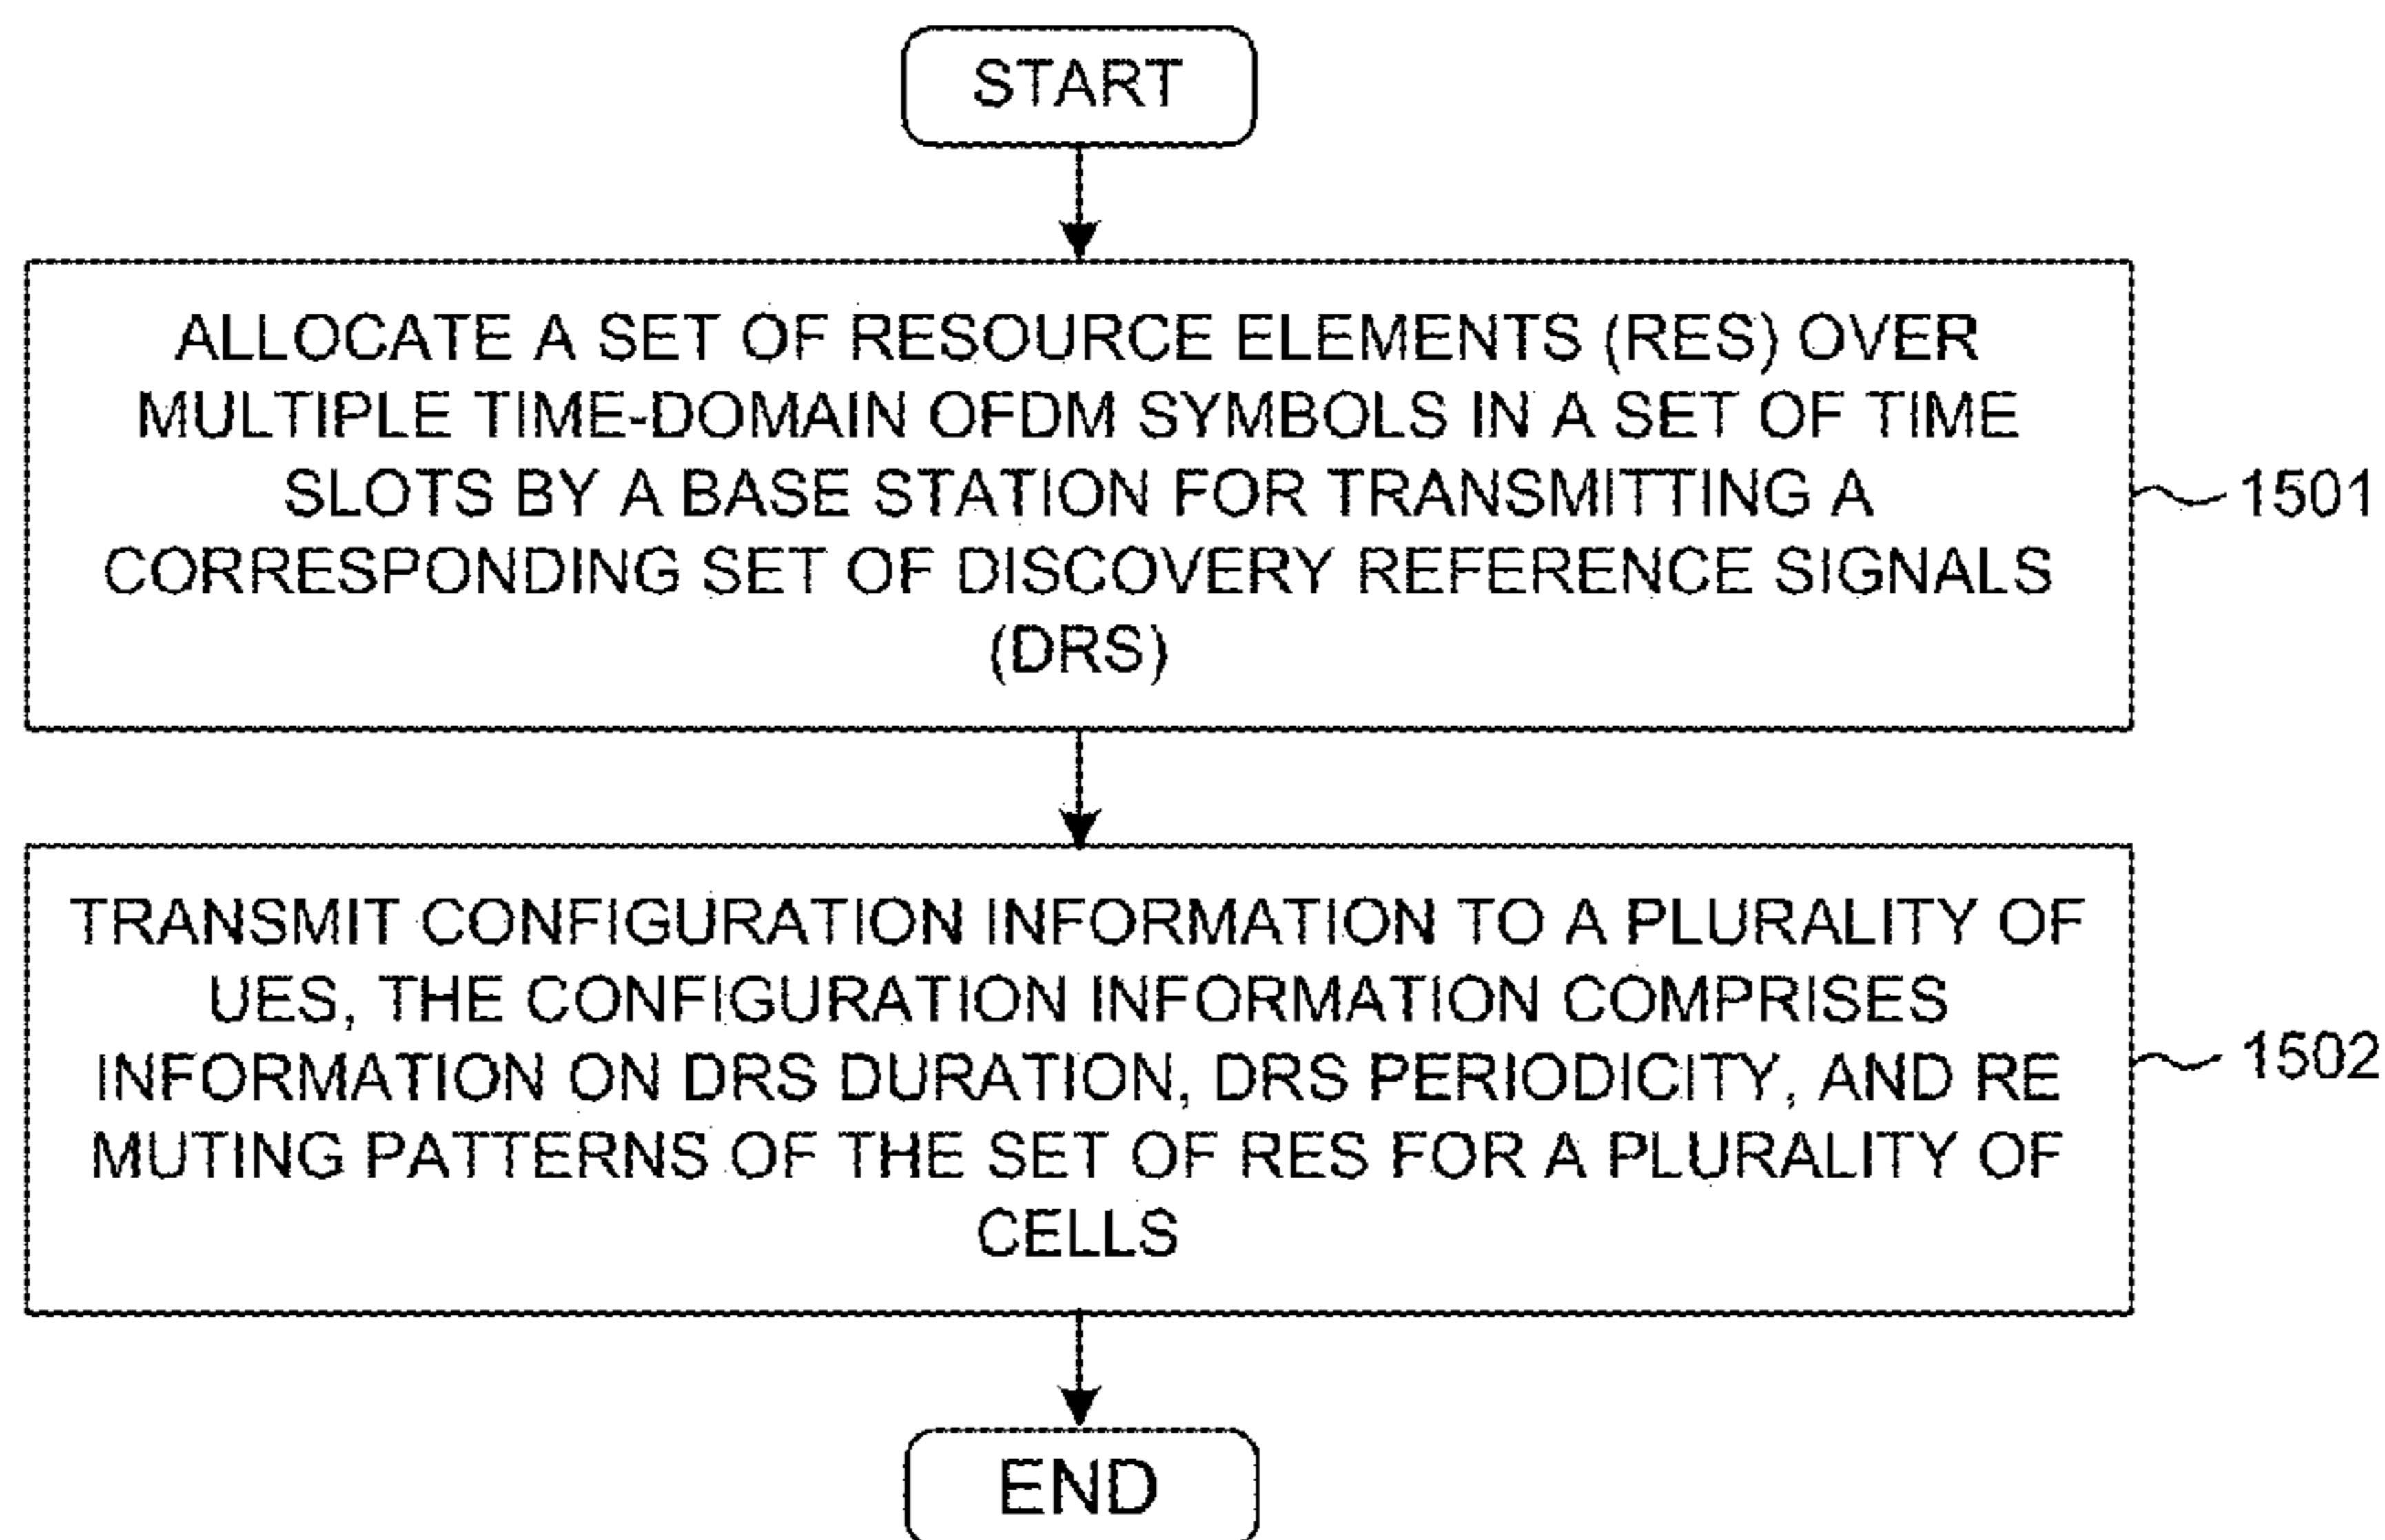 START
ALLOCATE A SET OF RESOURCE ELEMENTS (RES) OVER
MULTIPLE TIME-DOMAIN OFDM SYMBOLS IN A SET OF TIME
SLOTS BY A BASE STATION FOR TRANSMITTING A
CORRESPONDING SET OF DISCOVERY REFERENCE SIGNALS
(DRS)
1501
TRANSMIT CONFIGURATION INFORMATION TO A PLURALITY OF
UES, THE CONFIGURATION INFORMATION COMPRISES
INFORMATION ON DRS DURATION, DRS PERIODICITY, AND RE
MUTING PATTERNS OF THE SET OF RES FOR A PLURALITY OF
CELLS
1502
END